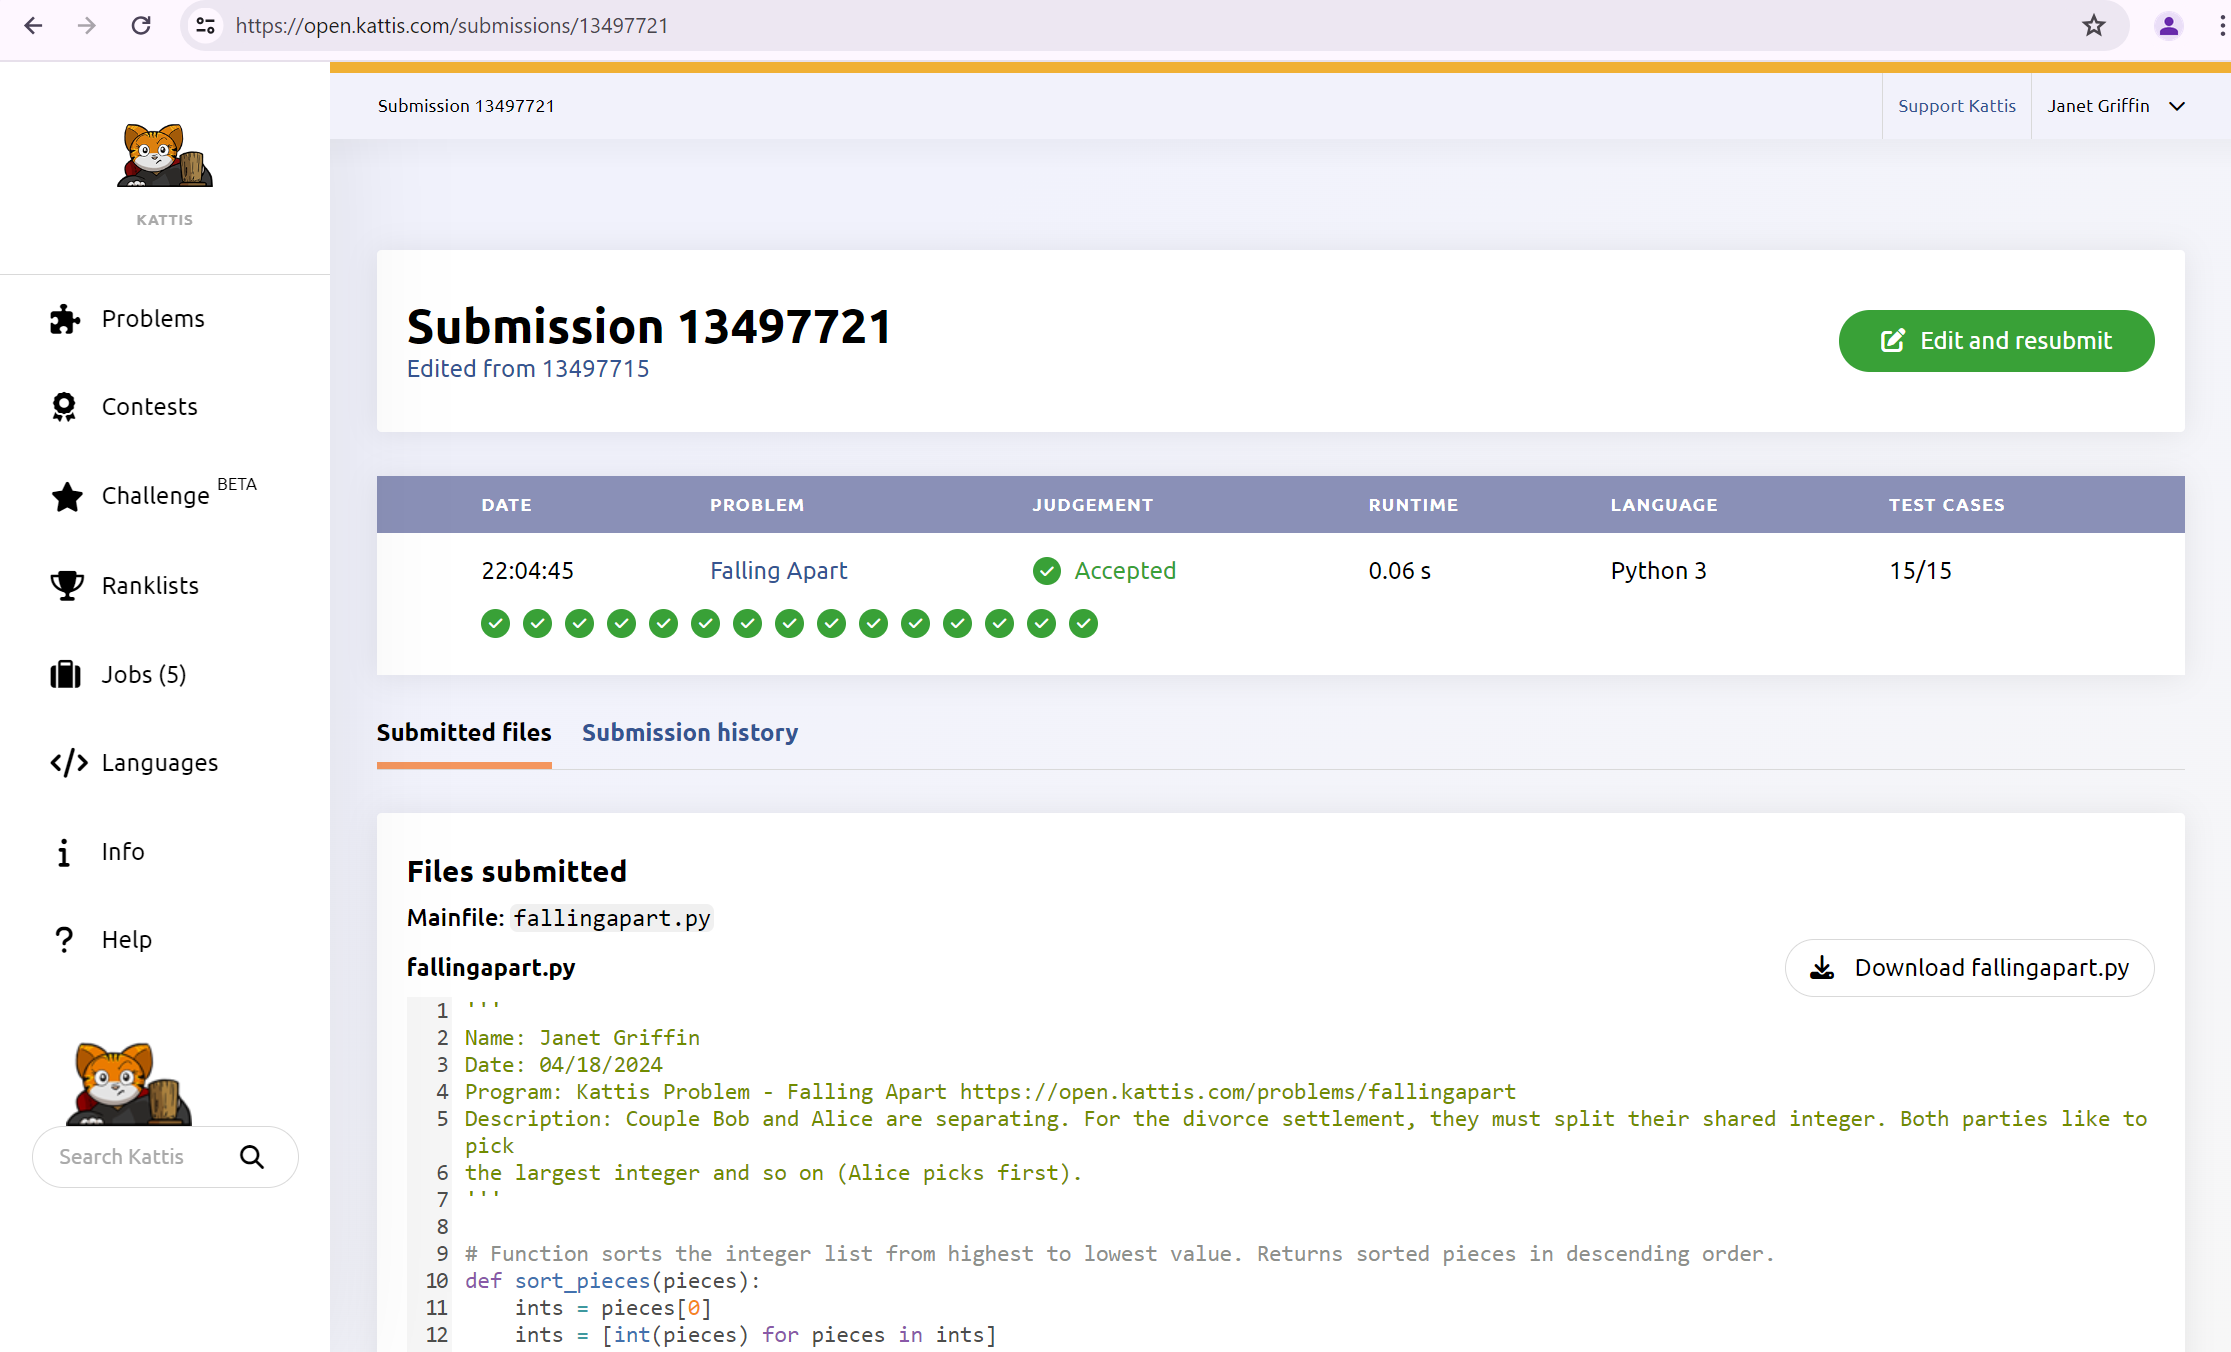 https://open.kattis.com/submissions/13497721
Submission 13497721
Support Kattis
Janet Griffin
KATTIS
Problems
Contests
Challenge BETA
Ranklists
Jobs (5)
Languages
Info
Help
Search Kattis
Submission 13497721
Edited from 13497715
Edit and resubmit
DATE PROBLEM JUDGEMENT RUNTIME LANGUAGE TEST CASES
22:04:45 Falling Apart Accepted 0.06 s Python 3 15/15
Submitted files Submission history
Files submitted
Mainfile: fallingapart.py
fallingapart.py
Download fallingapart.py
1 '''
2 Name: Janet Griffin
3 Date: 04/18/2024
4 Program: Kattis Problem - Falling Apart https://open.kattis.com/problems/fallingapart
5 Description: Couple Bob and Alice are separating. For the divorce settlement, they must split their shared integer. Both parties like to
pick
6 the largest integer and so on (Alice picks first).
7 '''
8
9 # Function sorts the integer list from highest to lowest value. Returns sorted pieces in descending order.
10 def sort_pieces(pieces):
11     ints = pieces[0]
12     ints = [int(pieces) for pieces in ints]